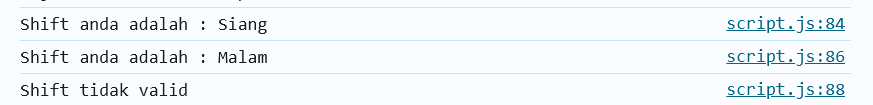 Shift anda adalah : Siang script.js:84
Shift anda adalah : Malam script.js:86
Shift tidak valid script.js:88